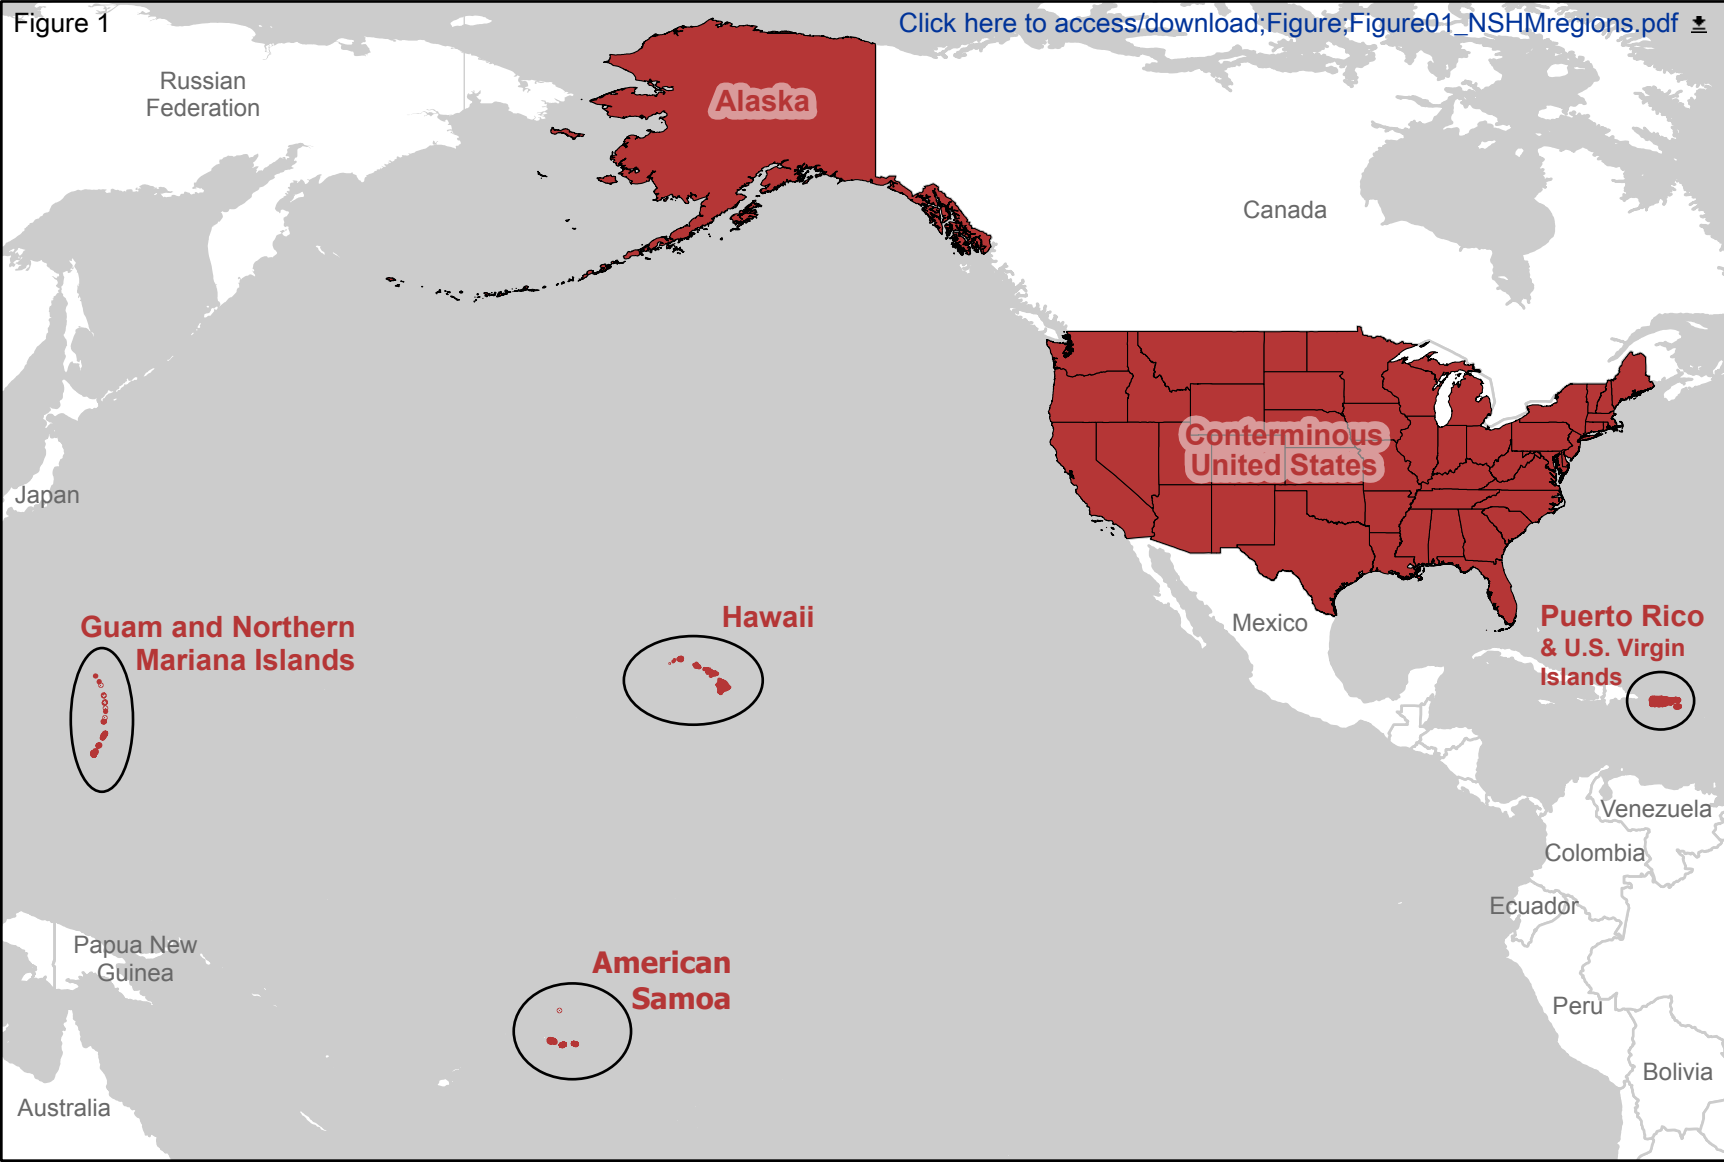 Figure 1
Click here to access/download;Figure;Figure01_NSHMregions.pdf
Russian
Federation
Alaska
Canada
Conterminous
United States
Japan
Guam and Northern
Mariana Islands
Hawaii
Mexico
Puerto Rico
& U.S. Virgin
Islands
Venezuela
Colombia
Ecuador
Papua New
Guinea
American
Samoa
Peru
Bolivia
Australia